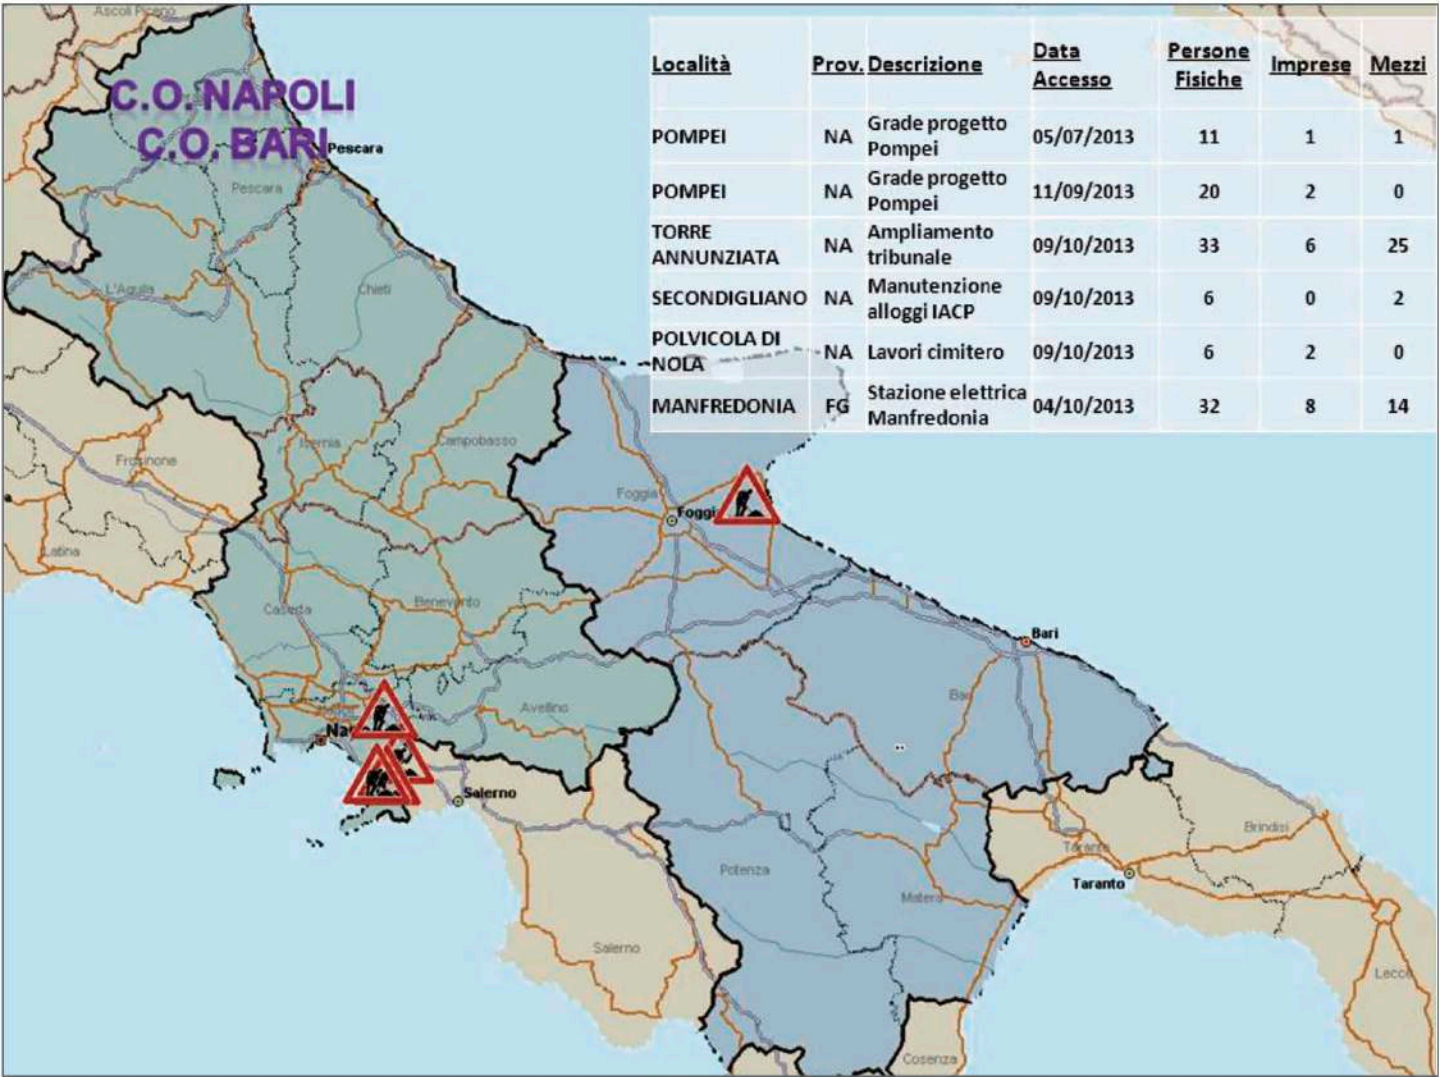 Ascoli Piceno
C.O. NAPOLI
C.O. BARI
Località Prov. Descrizione Data Accesso Persone Fisiche Imprese Mezzi
POMPEI NA Grade progetto Pompei 05/07/2013 11 1 1
POMPEI NA Grade progetto Pompei 11/09/2013 20 2 0
TORRE ANNUNZIATA NA Ampliamento tribunale 09/10/2013 33 6 25
SECONDIGLIANO NA Manutenzione alloggi IACP 09/10/2013 6 0 2
POLVICOLA DI NOLA NA Lavori cimitero 09/10/2013 6 2 0
MANFREDONIA FG Stazione elettrica Manfredonia 04/10/2013 32 8 14
Pescara
Pescara
L'Aquila
Chieti
Isernia
Campobasso
Frosinone
Foggia
Latina
Caserta
Benevento
Bari
Avellino
Salerno
Brindisi
Taranto
Potenza
Taranto
Matera
Salerno
Lecce
Cosenza